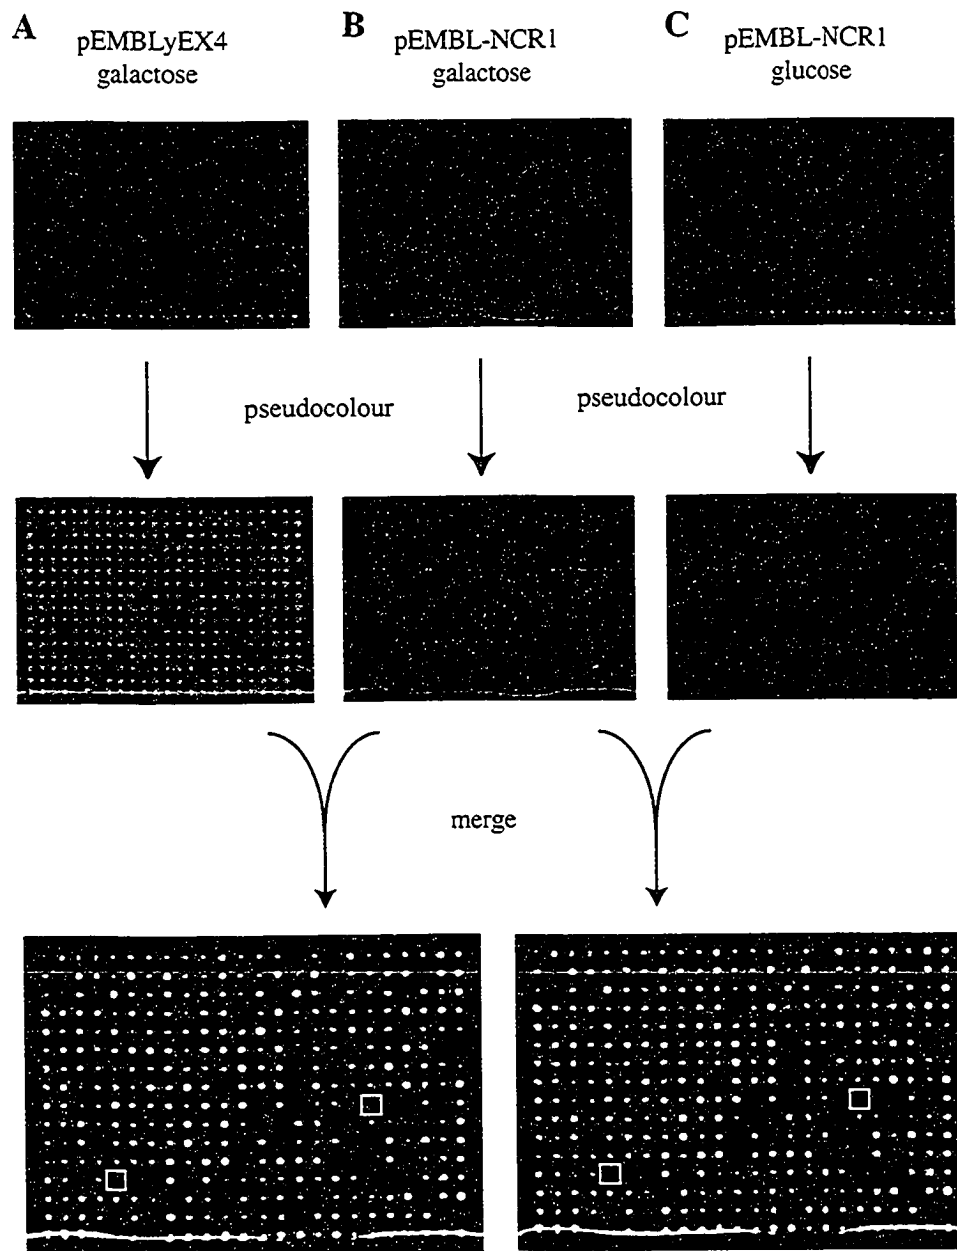 A
pEMBLyEX4
galactose
B
pEMBL-NCR1
galactose
C
pEMBL-NCR1
glucose
pseudocolour
pseudocolour
merge